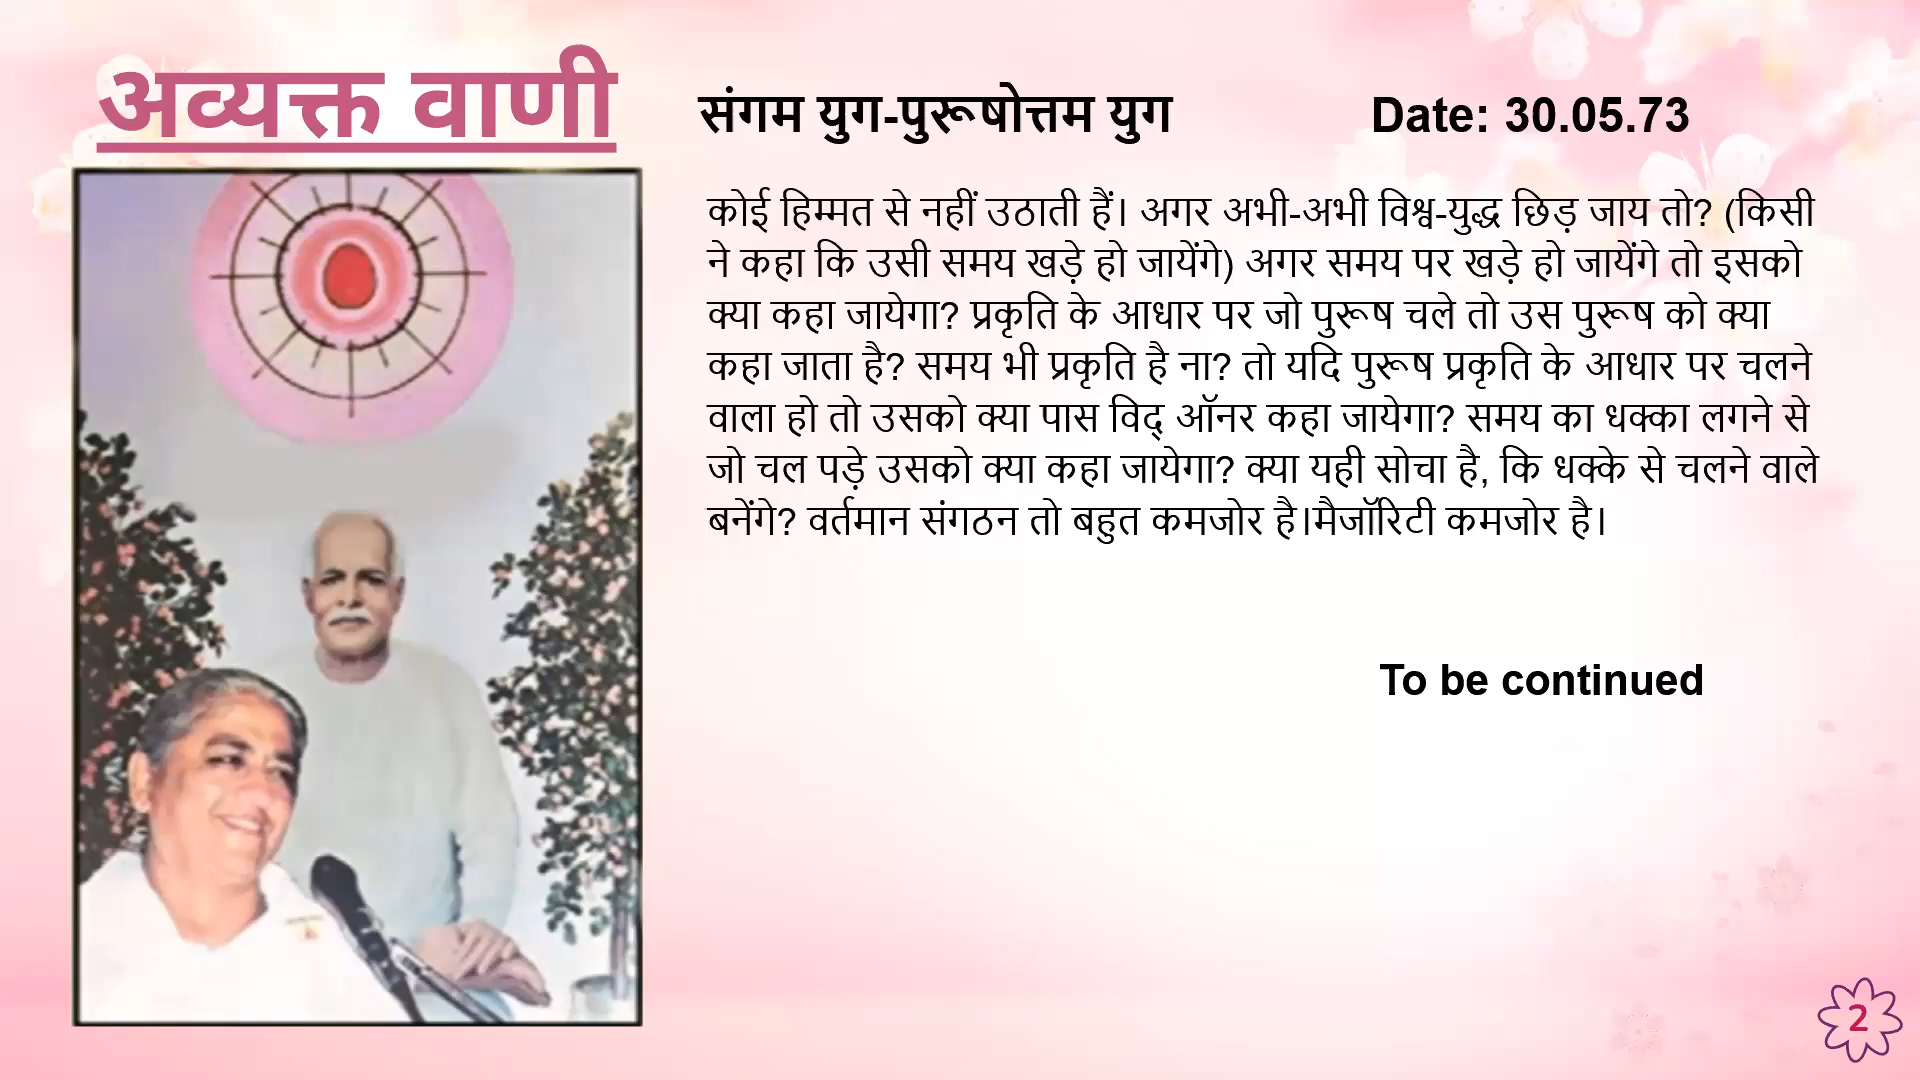 अव्यक्त वाणी
संगम युग-पुरूषोत्तम युग
Date: 30.05.73
कोई हिम्मत से नहीं उठाती हैं। अगर अभी-अभी विश्व-युद्ध छिड़ जाय तो? (किसी
ने कहा कि उसी समय खड़े हो जायेंगे) अगर समय पर खड़े हो जायेंगे तो इसको
क्या कहा जायेगा? प्रकृति के आधार पर जो पुरूष चले तो उस पुरूष को क्या
कहा जाता है? समय भी प्रकृति है ना? तो यदि पुरूष प्रकृति के आधार पर चलने
वाला हो तो उसको क्या पास विद् ऑनर कहा जायेगा? समय का धक्का लगने से
जो चल पड़े उसको क्या कहा जायेगा? क्या यही सोचा है, कि धक्के से चलने वाले
बनेंगे? वर्तमान संगठन तो बहुत कमजोर है।मैजॉरिटी कमजोर है।
To be continued
2